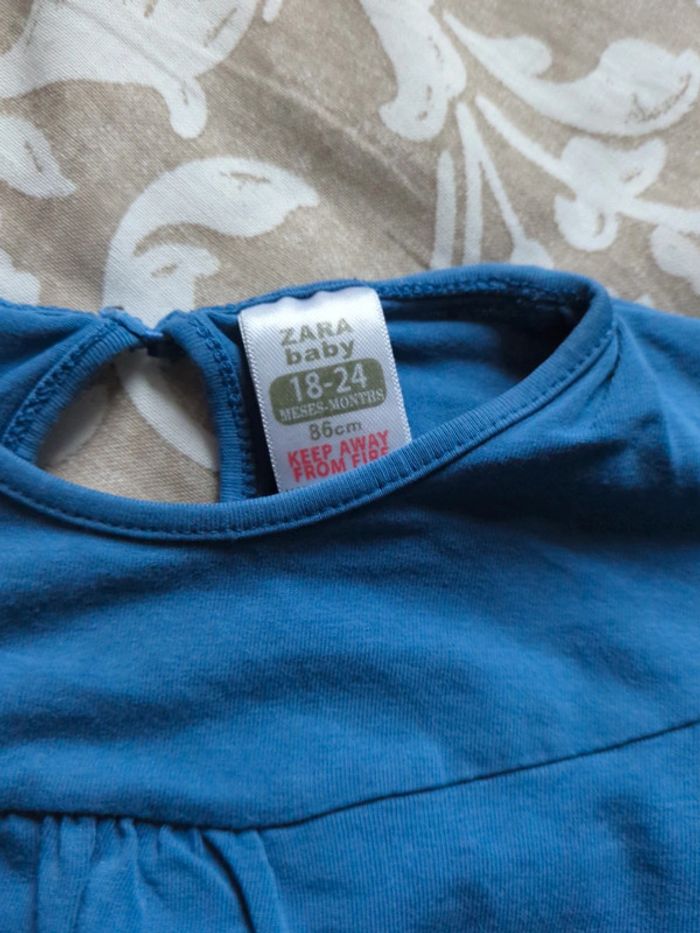 ZARA
baby
18-24
MESES-MONTHS
86cm
KEEP AWAY
FROM FIRE